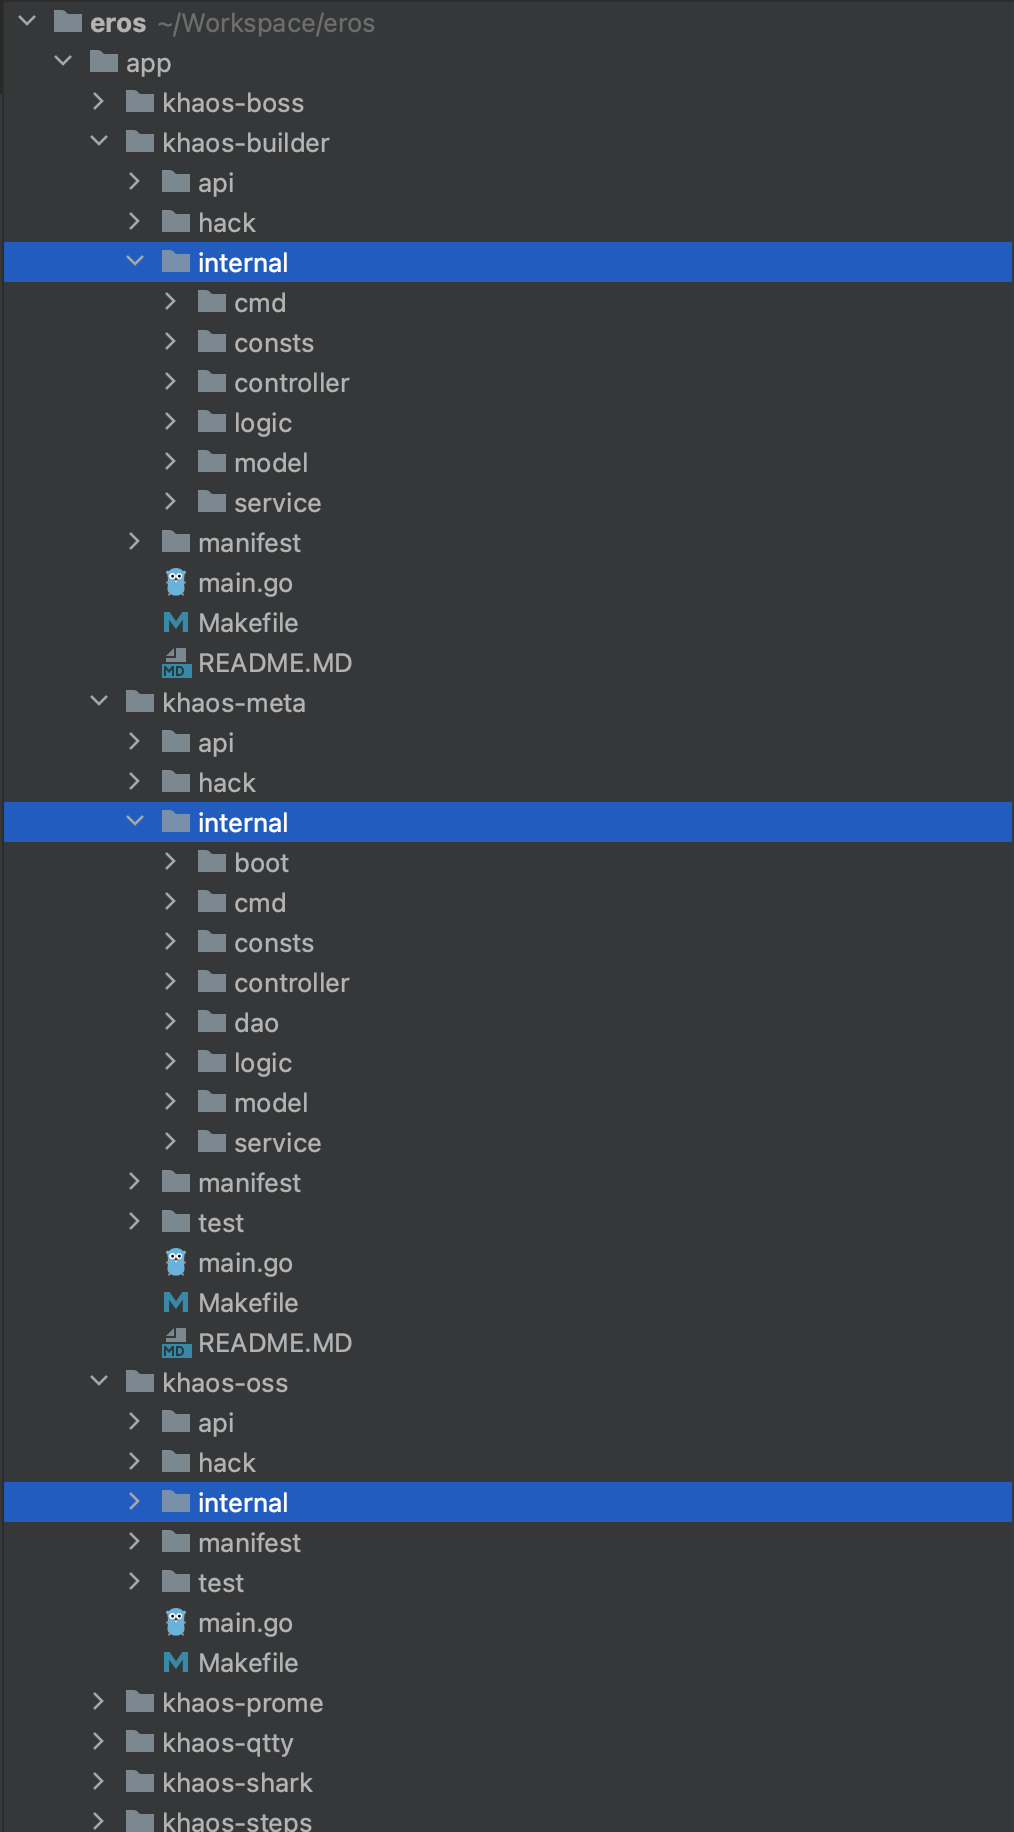 eros ~/Workspace/eros
app
khaos-boss
khaos-builder
api
hack
internal
cmd
consts
controller
logic
model
service
manifest
main.go
M Makefile
MD README.MD
khaos-meta
api
hack
internal
boot
cmd
consts
controller
dao
logic
model
service
manifest
test
main.go
M Makefile
MD README.MD
khaos-oss
api
hack
internal
manifest
test
main.go
M Makefile
khaos-prome
khaos-qtty
khaos-shark
khaos-steps